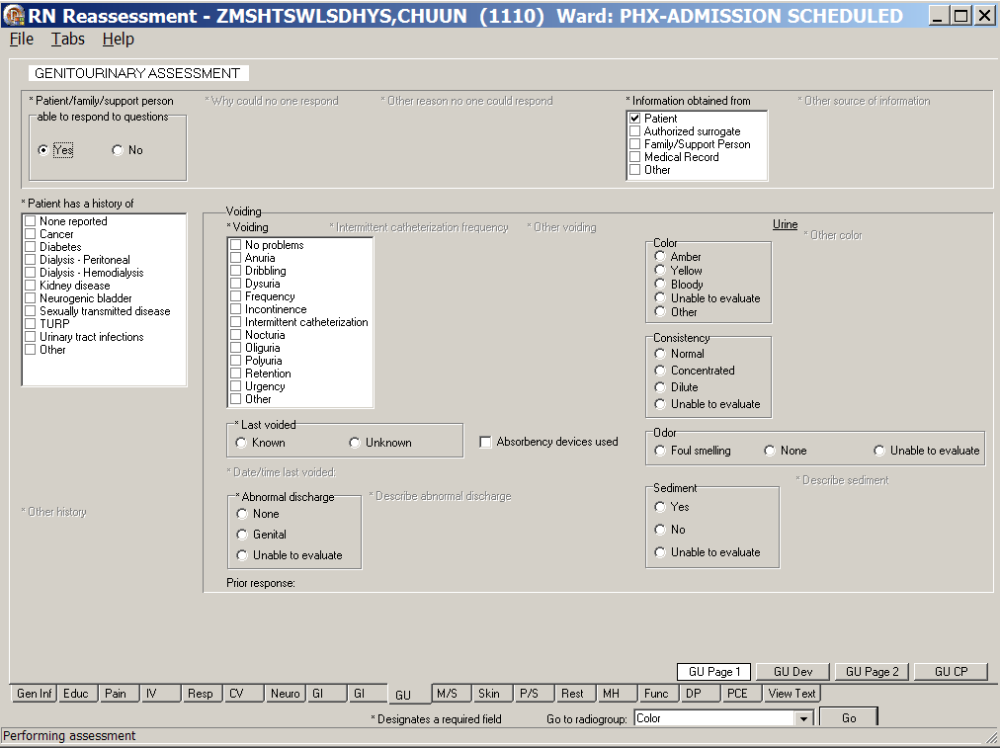 RN Reassessment - ZMSHTSWLSDHYS,CHUUN (1110) Ward: PHX-ADMISSION SCHEDULED
File Tabs Help
GENITOURINARY ASSESSMENT
* Patient/family/support person
able to respond to questions
Yes No
* Why could no one respond
* Other reason no one could respond
* Information obtained from
Patient
Authorized surrogate
Family/Support Person
Medical Record
Other
* Other source of information
* Patient has a history of
None reported
Cancer
Diabetes
Dialysis - Peritoneal
Dialysis - Hemodialysis
Kidney disease
Neurogenic bladder
Sexually transmitted disease
TURP
Urinary tract infections
Other
* Other history
Voiding
* Voiding
No problems
Anuria
Dribbling
Dysuria
Frequency
Incontinence
Intermittent catheterization
Nocturia
Oliguria
Polyuria
Retention
Urgency
Other
* Intermittent catheterization frequency
* Other voiding
* Last voided
Known Unknown
Absorbency devices used
* Date/time last voided:
* Abnormal discharge
None
Genital
Unable to evaluate
* Describe abnormal discharge
Prior response:
Urine
Color
Amber
Yellow
Bloody
Unable to evaluate
Other
* Other color
Consistency
Normal
Concentrated
Dilute
Unable to evaluate
Odor
Foul smelling None Unable to evaluate
Sediment
Yes
No
Unable to evaluate
* Describe sediment
GU Page 1 GU Dev GU Page 2 GU CP
Gen Inf Educ Pain IV Resp CV Neuro GI GI GU M/S Skin P/S Rest MH Func DP PCE View Text
* Designates a required field Go to radiogroup: Color Go
Performing assessment